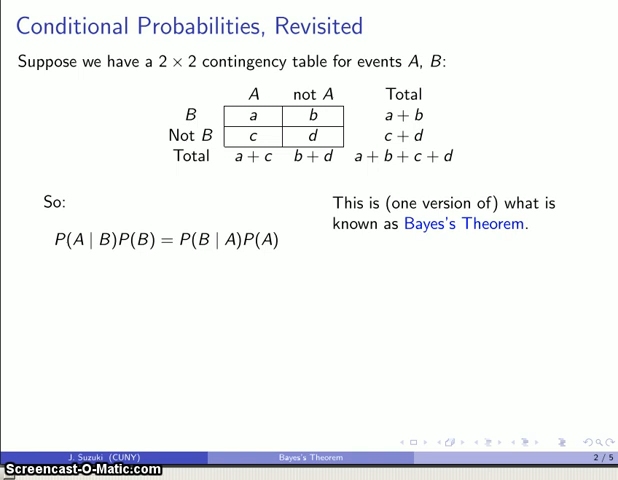 Conditional Probabilities, Revisited
Suppose we have a 2 × 2 contingency table for events A, B:
A not A Total
B a b a + b
Not B c d c + d
Total a + c b + d a + b + c + d
So:
P(A | B)P(B) = P(B | A)P(A)
This is (one version of) what is
known as Bayes's Theorem.
J. Suzuki (CUNY) Bayes's Theorem 2 / 5
Screencast-O-Matic.com